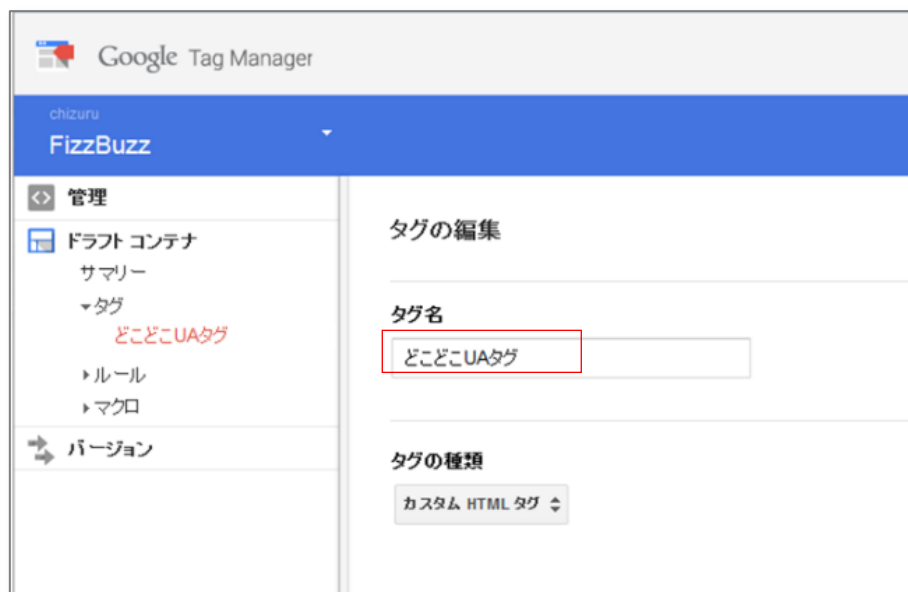 Google Tag Manager
chizuru
FizzBuzz
管理
ドラフト コンテナ
サマリー
タグ
どこどこUAタグ
ルール
マクロ
バージョン
タグの編集
タグ名
どこどこUAタグ
タグの種類
カスタム HTML タグ